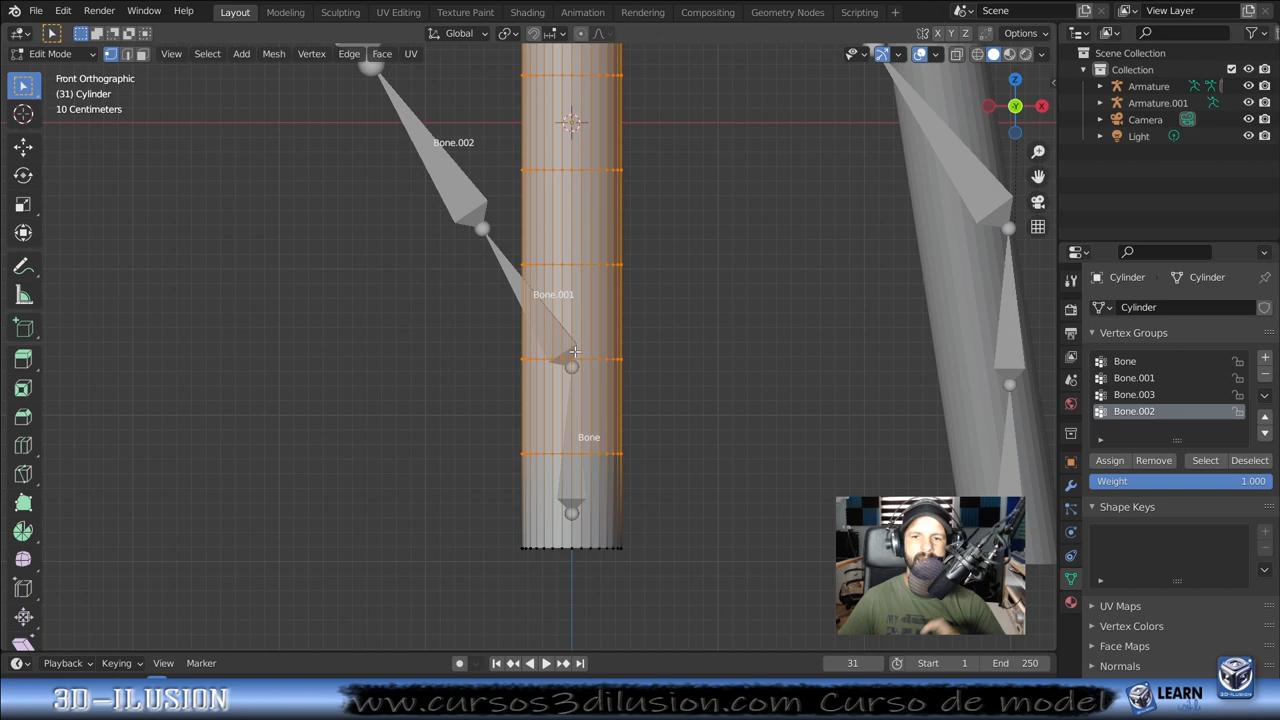 File Edit Render Window Help
Layout Modeling Sculpting UV Editing Texture Paint Shading Animation Rendering Compositing Geometry Nodes Scripting
Scene
View Layer
Global
X Y Z
Options
Edit Mode
View Select Add Mesh Vertex Edge Face UV
Front Orthographic
(31) Cylinder
10 Centimeters
Bone.002
Bone.001
Bone
Z
X
-Y
Scene Collection
Collection
Armature
Armature.001
Camera
Light
Cylinder
Cylinder
Cylinder
Vertex Groups
Bone
Bone.001
Bone.003
Bone.002
Assign Remove Select Deselect
Weight 1.000
Shape Keys
UV Maps
Vertex Colors
Face Maps
Normals
Playback Keying View Marker
31
Start 1
End 250
3D-ILUSION
www.cursos3dilusion.com Curso de model
LEARN
3D-ILUSION